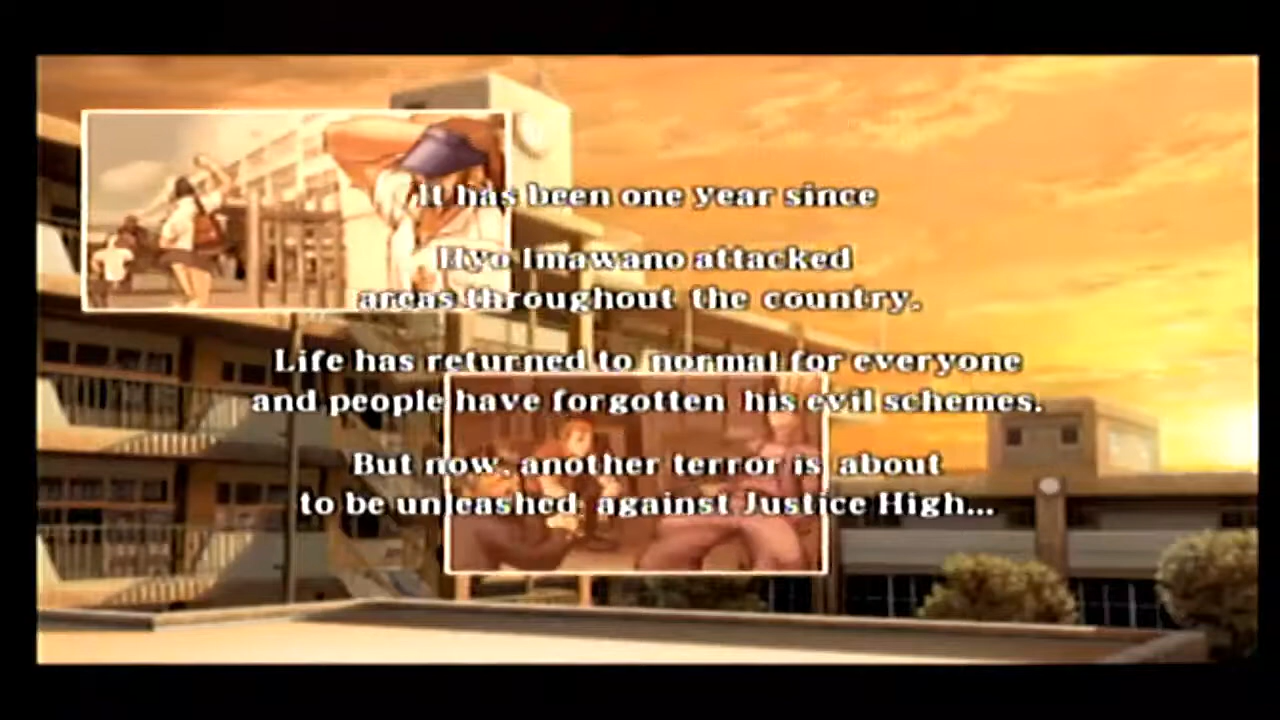 It has been one year since
Hyo Imawano attacked
areas throughout the country.
Life has returned to normal for everyone
and people have forgotten his evil schemes.
But now, another terror is about
to be unleashed against Justice High...